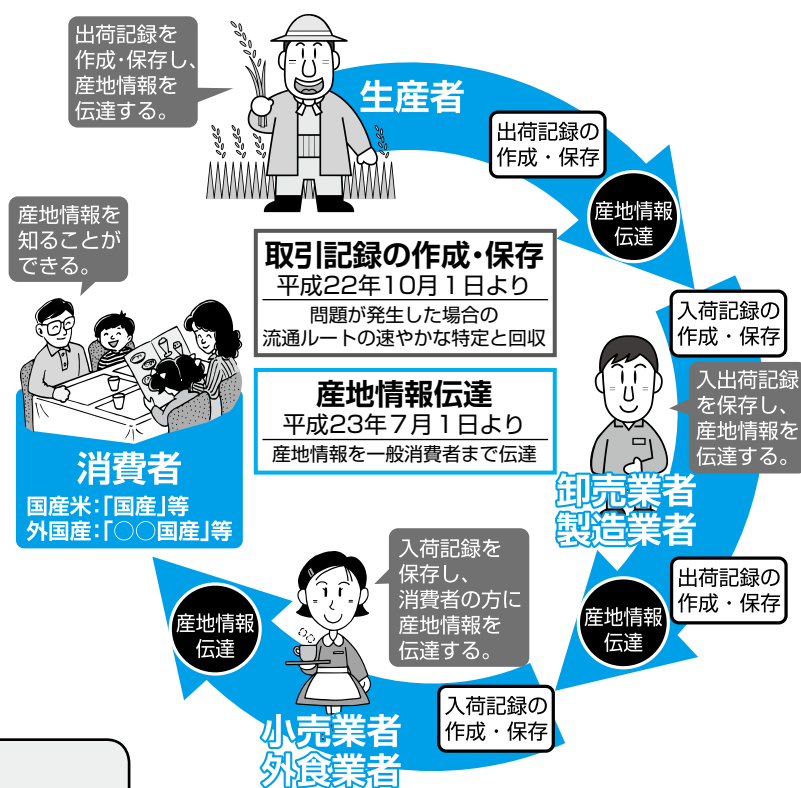 出荷記録を
作成・保存し、
産地情報を
伝達する。
生産者
出荷記録の
作成・保存
産地情報
伝達
産地情報を
知ることが
できる。
取引記録の作成・保存
平成22年10月1日より
問題が発生した場合の
流通ルートの速やかな特定と回収
産地情報伝達
平成23年7月1日より
産地情報を一般消費者まで伝達
入荷記録の
作成・保存
入出荷記録
を保存し、
産地情報を
伝達する。
卸売業者
製造業者
出荷記録の
作成・保存
産地情報
伝達
入荷記録を
保存し、
消費者の方に
産地情報を
伝達する。
入荷記録の
作成・保存
小売業者
外食業者
産地情報
伝達
消費者
国産米:「国産」等
外国産:「○○国産」等